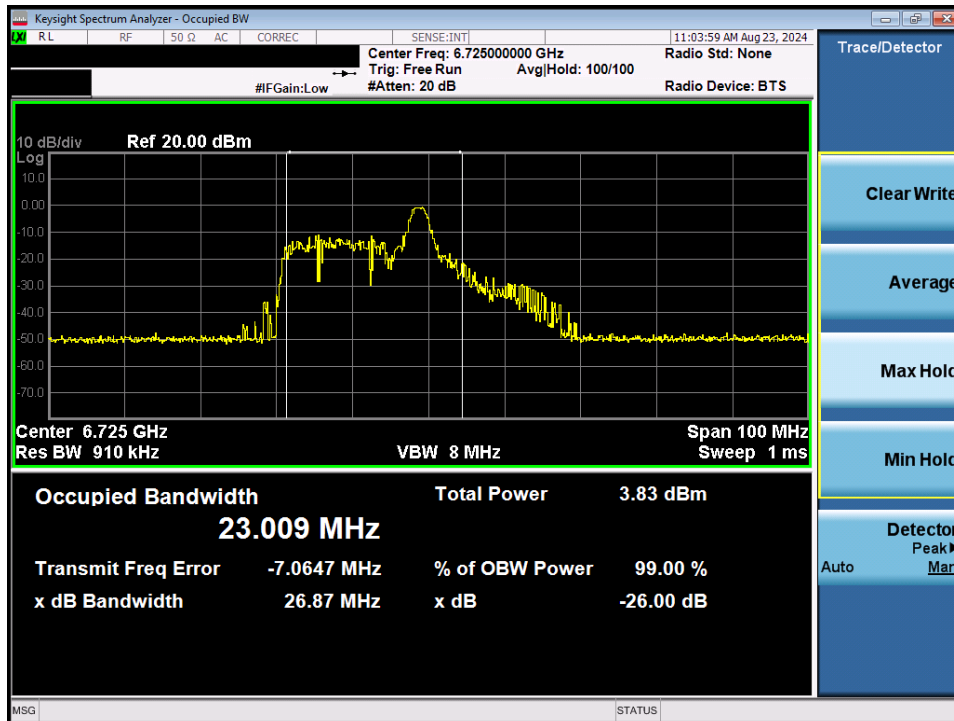 Keysight Spectrum Analyzer - Occupied BW
LXI RL RF 50 Ω AC CORREC SENSE:INT 11:03:59 AM Aug 23, 2024
Center Freq: 6.725000000 GHz Radio Std: None
Trig: Free Run Avg|Hold: 100/100
#IFGain:Low #Atten: 20 dB Radio Device: BTS
10 dB/div Ref 20.00 dBm
Log
10.0
0.00
-10.0
-20.0
-30.0
-40.0
-50.0
-60.0
-70.0
Center 6.725 GHz Span 100 MHz
Res BW 910 kHz VBW 8 MHz Sweep 1 ms
Occupied Bandwidth Total Power 3.83 dBm
23.009 MHz
Transmit Freq Error -7.0647 MHz % of OBW Power 99.00 %
x dB Bandwidth 26.87 MHz x dB -26.00 dB
MSG STATUS
Trace/Detector
Clear Write
Average
Max Hold
Min Hold
Detector
Peak
Auto Man